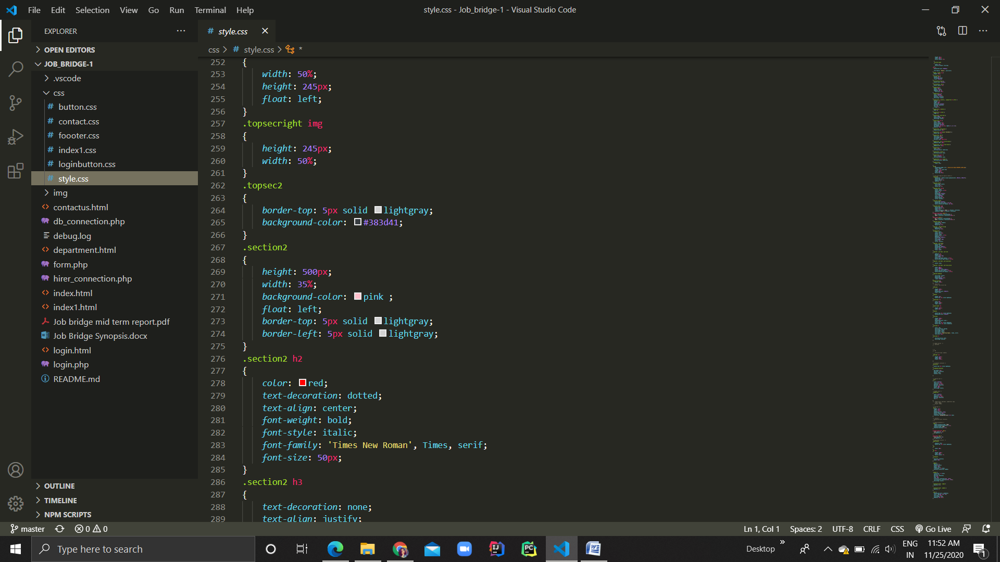 File Edit Selection View Go Run Terminal Help
style.css - Job_bridge-1 - Visual Studio Code
EXPLORER
OPEN EDITORS
JOB_BRIDGE-1
.vscode
css
button.css
contact.css
foooter.css
index1.css
loginbutton.css
style.css
img
contactus.html
db_connection.php
debug.log
department.html
form.php
hirer_connection.php
index.html
index1.html
Job bridge mid term report.pdf
Job Bridge Synopsis.docx
login.html
login.php
README.md
OUTLINE
TIMELINE
NPM SCRIPTS
# style.css
css > # style.css > *
252 {
253 width: 50%;
254 height: 245px;
255 float: left;
256 }
257 .topsecright img
258 {
259 height: 245px;
260 width: 50%;
261 }
262 .topsec2
263 {
264 border-top: 5px solid lightgray;
265 background-color: #383d41;
266 }
267 .section2
268 {
269 height: 500px;
270 width: 35%;
271 background-color: pink ;
272 float: left;
273 border-top: 5px solid lightgray;
274 border-left: 5px solid lightgray;
275 }
276 .section2 h2
277 {
278 color: red;
279 text-decoration: dotted;
280 text-align: center;
281 font-weight: bold;
282 font-style: italic;
283 font-family: 'Times New Roman', Times, serif;
284 font-size: 50px;
285 }
286 .section2 h3
287 {
288 text-decoration: none;
289 text-align: justify;
master 0 0
Ln 1, Col 1 Spaces: 2 UTF-8 CRLF CSS Go Live
Type here to search
Desktop
ENG
IN
11:52 AM
11/25/2020
1